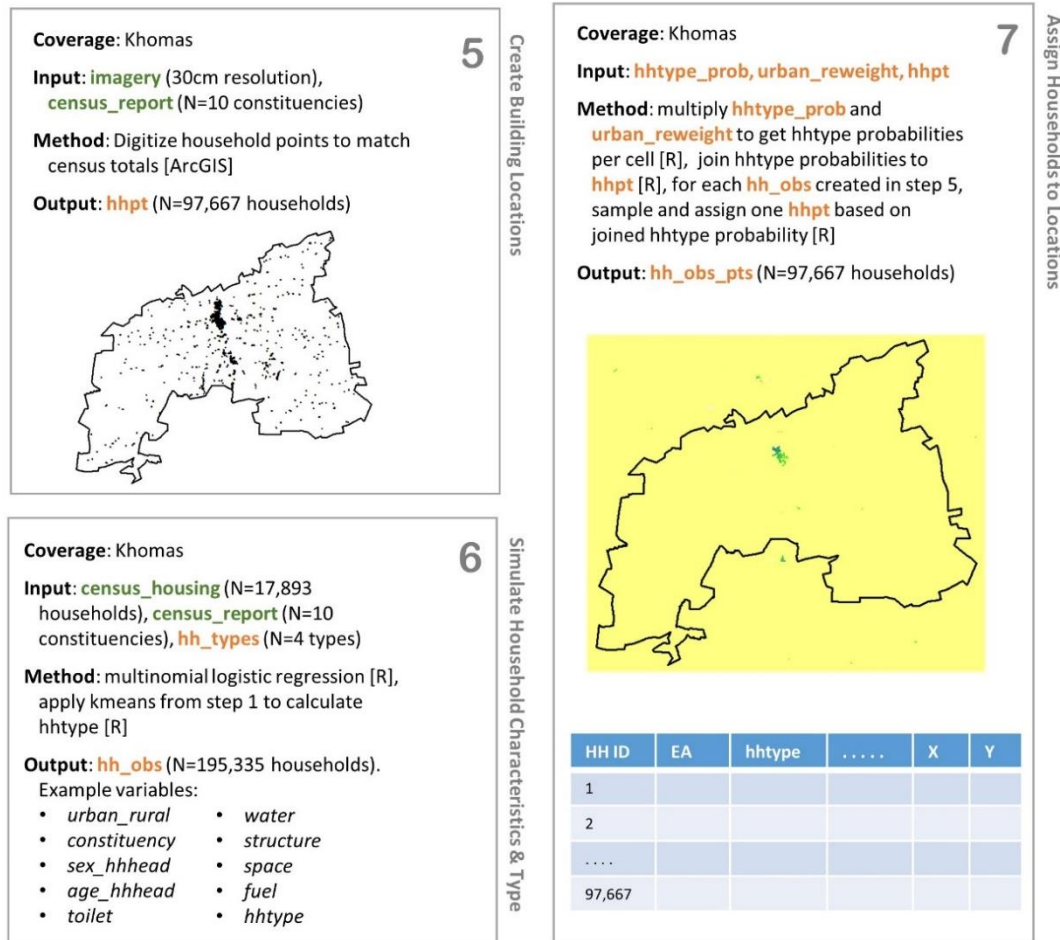 5
Coverage: Khomas
Input: imagery (30cm resolution),
census_report (N=10 constituencies)
Method: Digitize household points to match
census totals [ArcGIS]
Output: hhpt (N=97,667 households)
Create Building Locations
6
Coverage: Khomas
Input: census_housing (N=17,893
households), census_report (N=10
constituencies), hh_types (N=4 types)
Method: multinomial logistic regression [R],
apply kmeans from step 1 to calculate
hhtype [R]
Output: hh_obs (N=195,335 households).
Example variables:
• urban_rural
• constituency
• sex_hhhead
• age_hhhead
• toilet
• water
• structure
• space
• fuel
• hhtype
Simulate Household Characteristics & Type
7
Coverage: Khomas
Input: hhtype_prob, urban_reweight, hhpt
Method: multiply hhtype_prob and
urban_reweight to get hhtype probabilities
per cell [R], join hhtype probabilities to
hhpt [R], for each hh_obs created in step 5,
sample and assign one hhpt based on
joined hhtype probability [R]
Output: hh_obs_pts (N=97,667 households)
HH ID EA hhtype ..... X Y
1
2
....
97,667
Assign Households to Locations